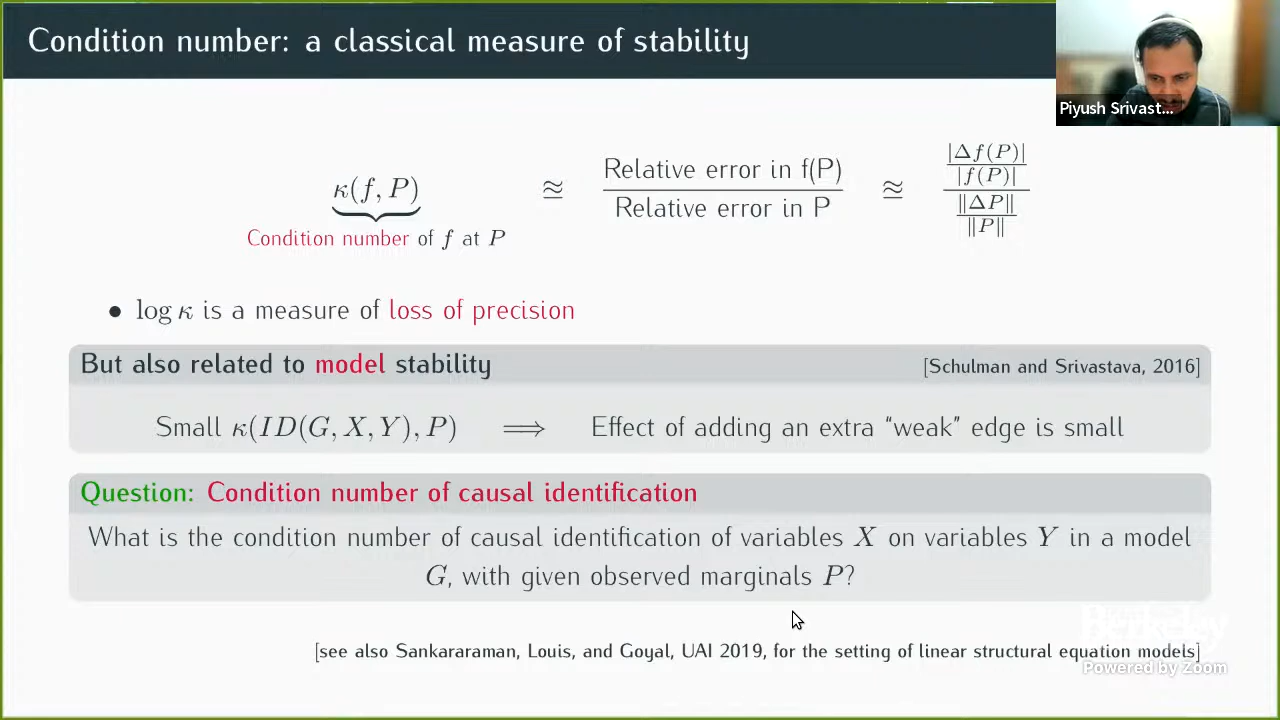 Condition number: a classical measure of stability
Piyush Srivast...
κ(f, P) ≊ Relative error in f(P) / Relative error in P ≊ |Δf(P)| / |f(P)| / ‖ΔP‖ / ‖P‖
Condition number of f at P
• log κ is a measure of loss of precision
But also related to model stability [Schulman and Srivastava, 2016]
Small κ(ID(G, X, Y), P) ⟹ Effect of adding an extra “weak” edge is small
Question: Condition number of causal identification
What is the condition number of causal identification of variables X on variables Y in a model
G, with given observed marginals P?
Berkeley
[see also Sankararaman, Louis, and Goyal, UAI 2019, for the setting of linear structural equation models]
Powered by Zoom